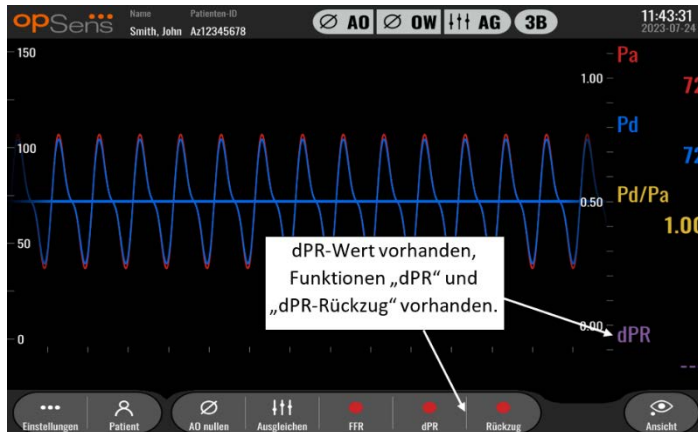 opSens
Name Patienten-ID
Smith, John Az12345678
AO OW AG 3B
11:43:31
2023-07-24
150
100
50
0
1.00
0.50
0.00
Pa
72
Pd
72
Pd/Pa
1.00
dPR
--
dPR-Wert vorhanden,
Funktionen „dPR“ und
„dPR-Rückzug“ vorhanden.
Einstellungen Patient AO nullen Ausgleichen FFR dPR Rückzug Ansicht